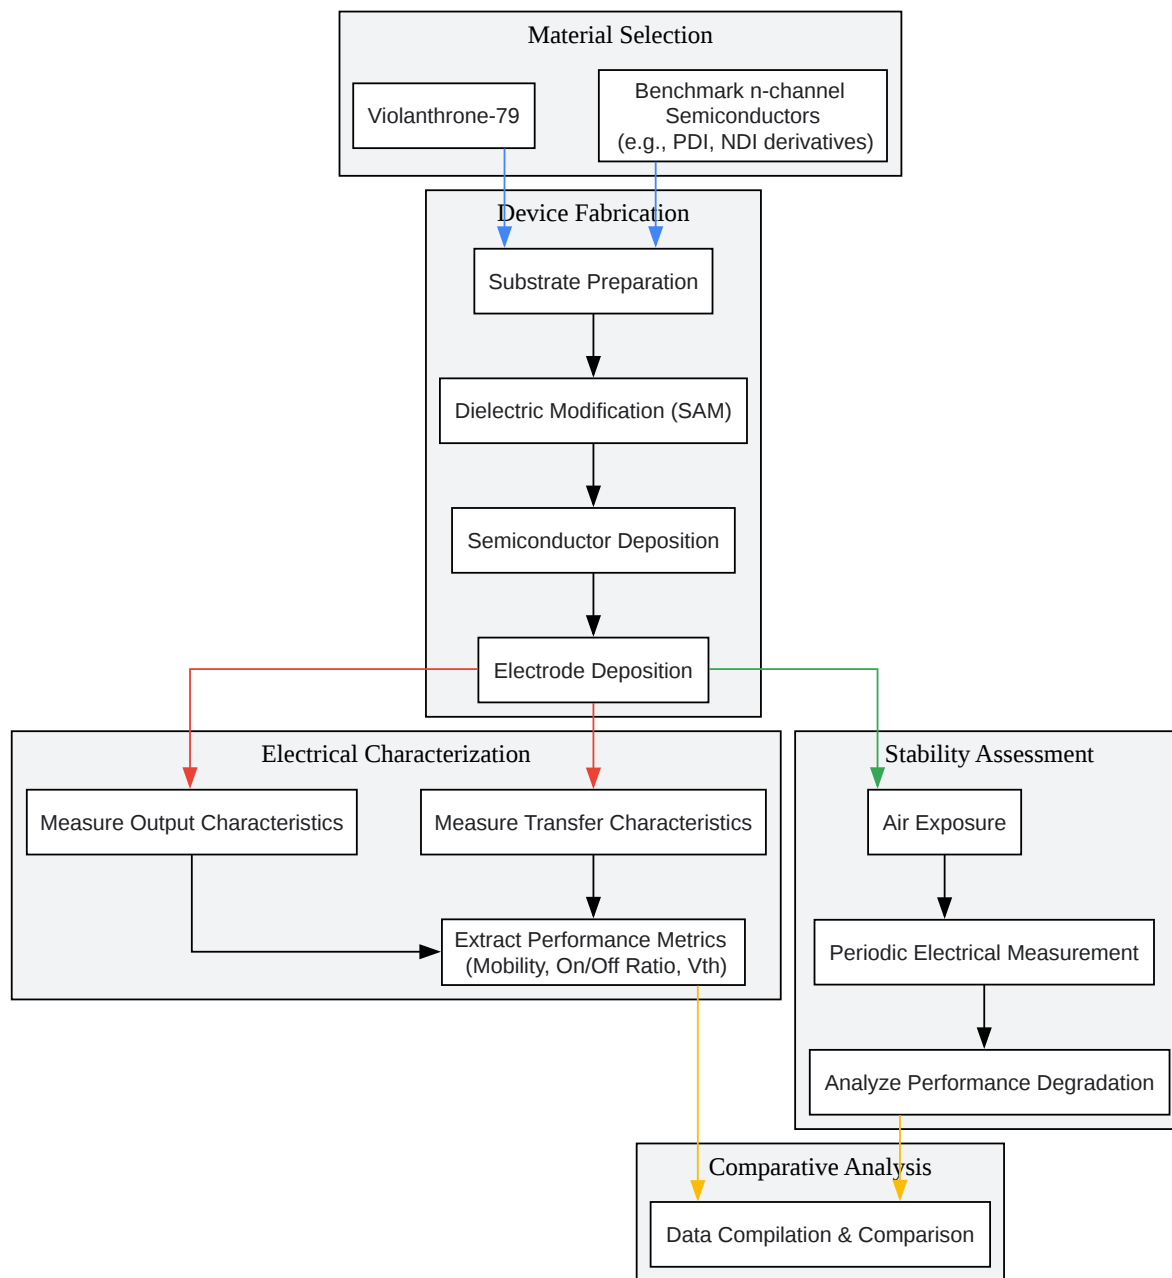 Material Selection
Violanthrone-79
Benchmark n-channel
Semiconductors
(e.g., PDI, NDI derivatives)
Device Fabrication
Substrate Preparation
Dielectric Modification (SAM)
Semiconductor Deposition
Electrode Deposition
Electrical Characterization
Measure Output Characteristics
Measure Transfer Characteristics
Extract Performance Metrics
(Mobility, On/Off Ratio, Vth)
Stability Assessment
Air Exposure
Periodic Electrical Measurement
Analyze Performance Degradation
Comparative Analysis
Data Compilation & Comparison